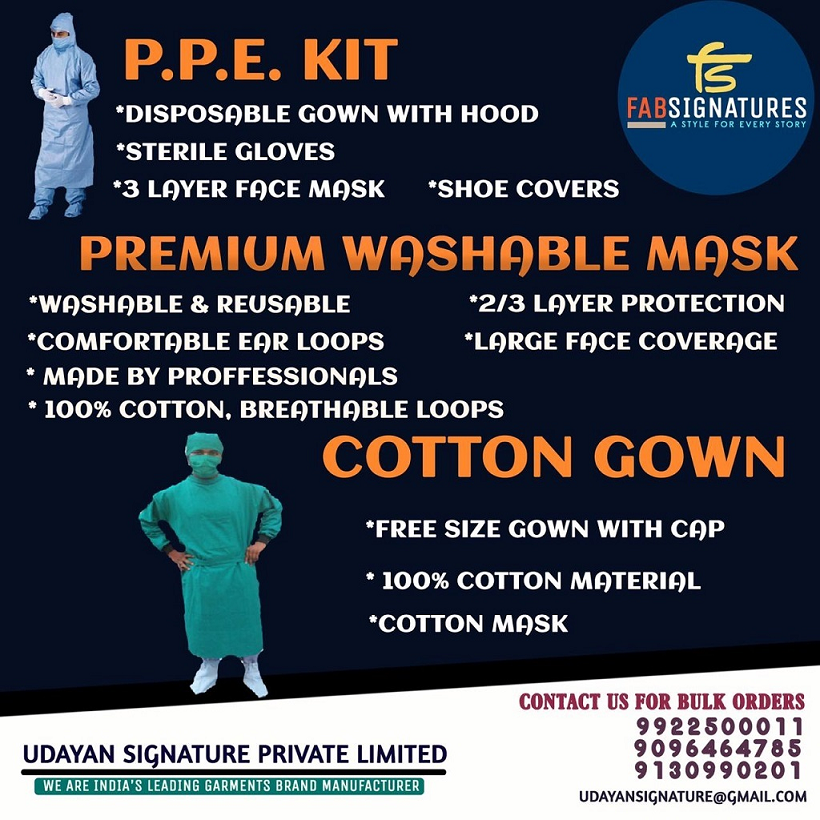 P.P.E. KIT
*DISPOSABLE GOWN WITH HOOD
*STERILE GLOVES
*3 LAYER FACE MASK *SHOE COVERS
fs
FABSIGNATURES
A STYLE FOR EVERY STORY
PREMIUM WASHABLE MASK
*WASHABLE & REUSABLE *2/3 LAYER PROTECTION
*COMFORTABLE EAR LOOPS *LARGE FACE COVERAGE
* MADE BY PROFFESSIONALS
* 100% COTTON, BREATHABLE LOOPS
COTTON GOWN
*FREE SIZE GOWN WITH CAP
* 100% COTTON MATERIAL
*COTTON MASK
CONTACT US FOR BULK ORDERS
9922500011
9096464785
9130990201
UDAYANSIGNATURE@GMAIL.COM
UDAYAN SIGNATURE PRIVATE LIMITED
WE ARE INDIA'S LEADING GARMENTS BRAND MANUFACTURER